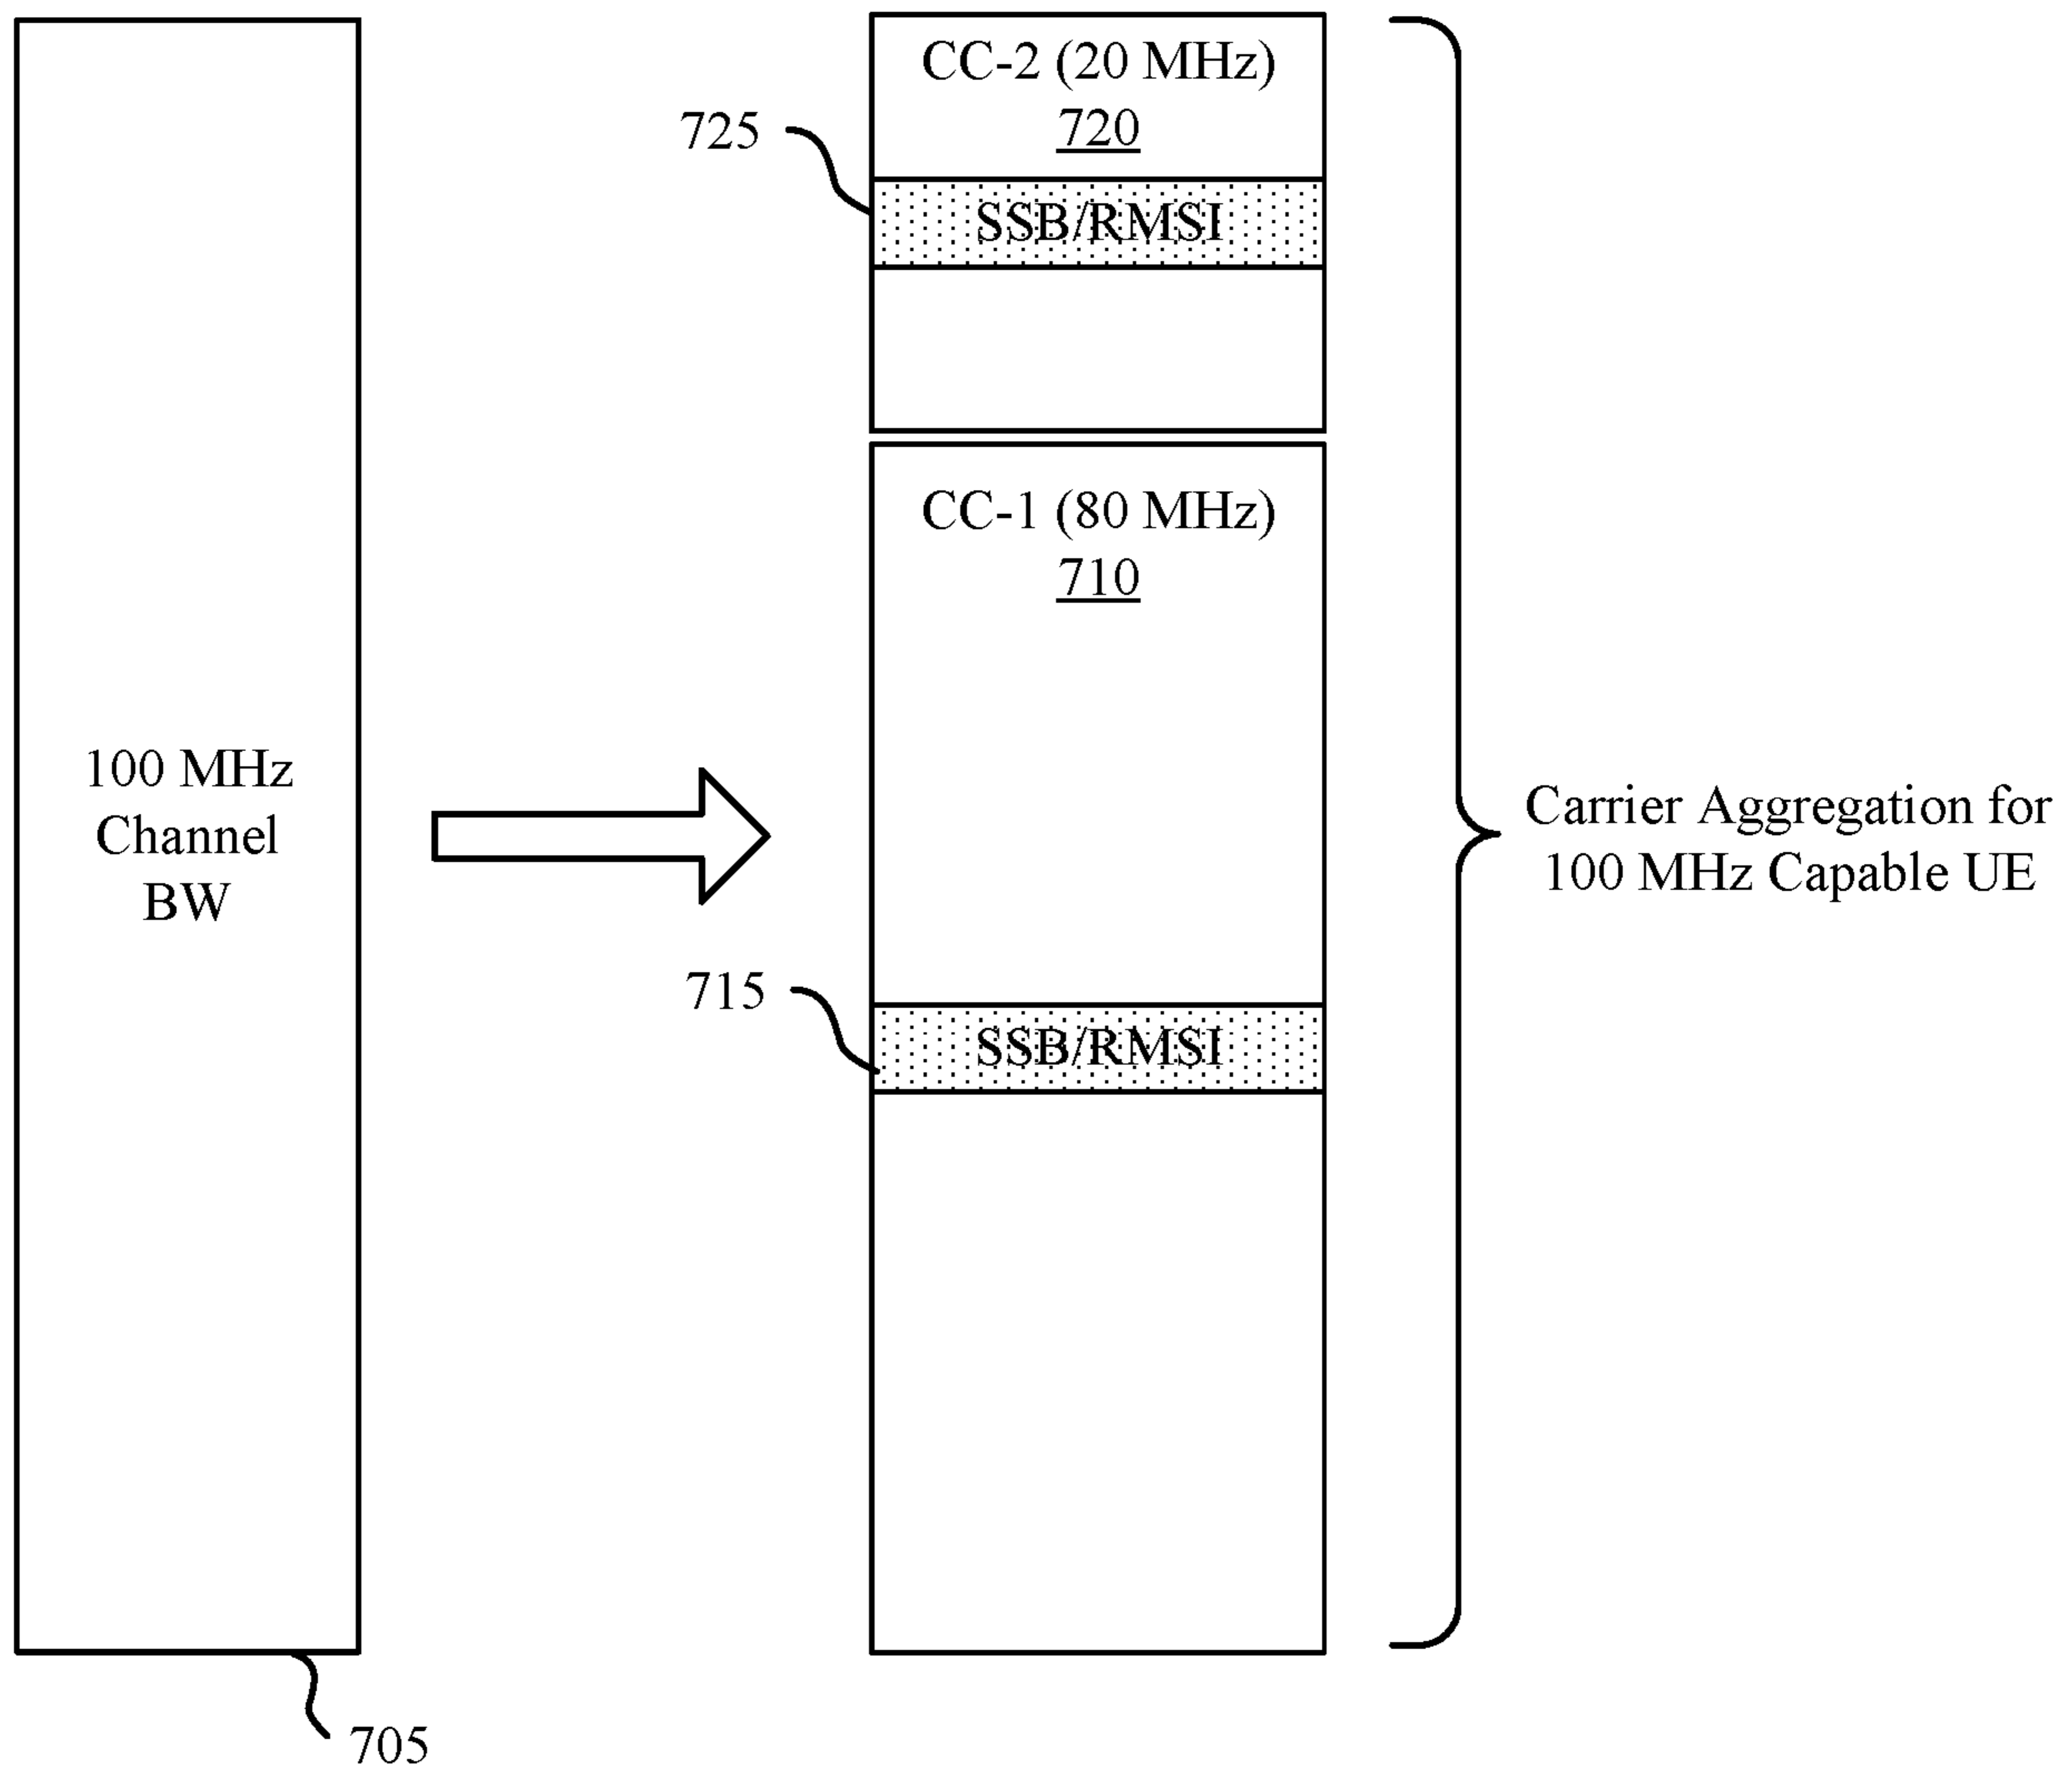 100 MHz
Channel
BW
705
CC-2 (20 MHz)
720
725
SSB/RMSI
CC-1 (80 MHz)
710
715
SSB/RMSI
Carrier Aggregation for
100 MHz Capable UE